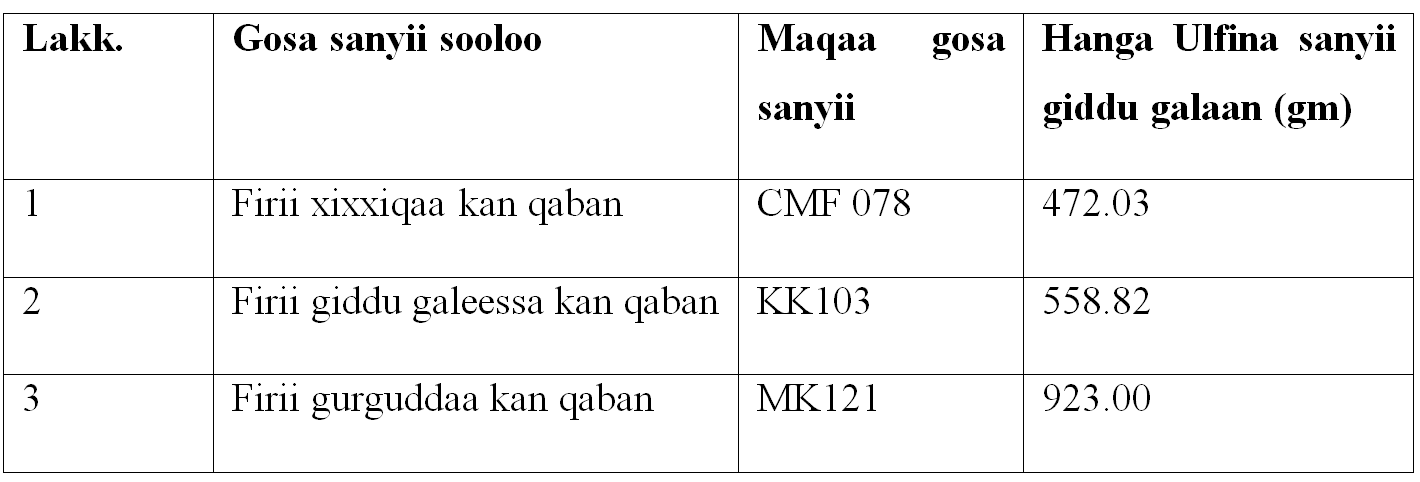 Lakk. Gosa sanyii sooloo Maqaa gosa sanyii Hanga Ulfina sanyii giddu galaan (gm)
1 Firii xixxiqaa kan qaban CMF 078 472.03
2 Firii giddu galeessa kan qaban KK103 558.82
3 Firii gurguddaa kan qaban MK121 923.00